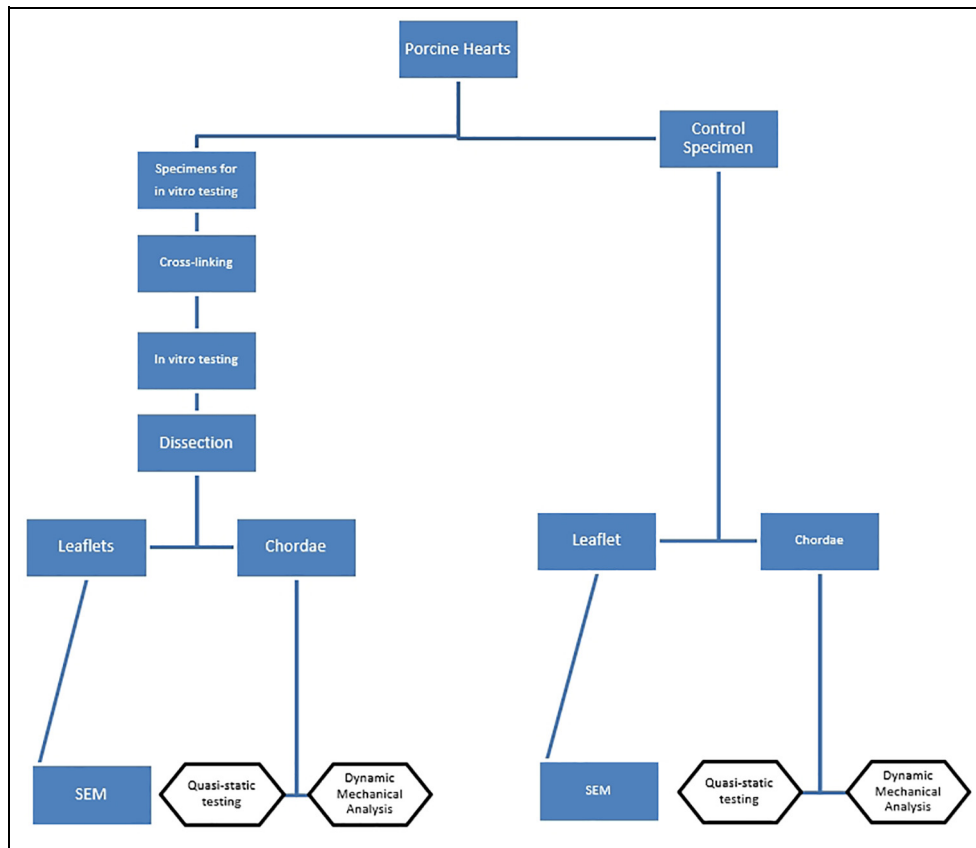 Porcine Hearts
Control
Specimen
Specimens for
in vitro testing
Cross-linking
In vitro testing
Dissection
Leaflets
Chordae
Leaflet
Chordae
SEM
Quasi-static
testing
Dynamic
Mechanical
Analysis
SEM
Quasi-static
testing
Dynamic
Mechanical
Analysis